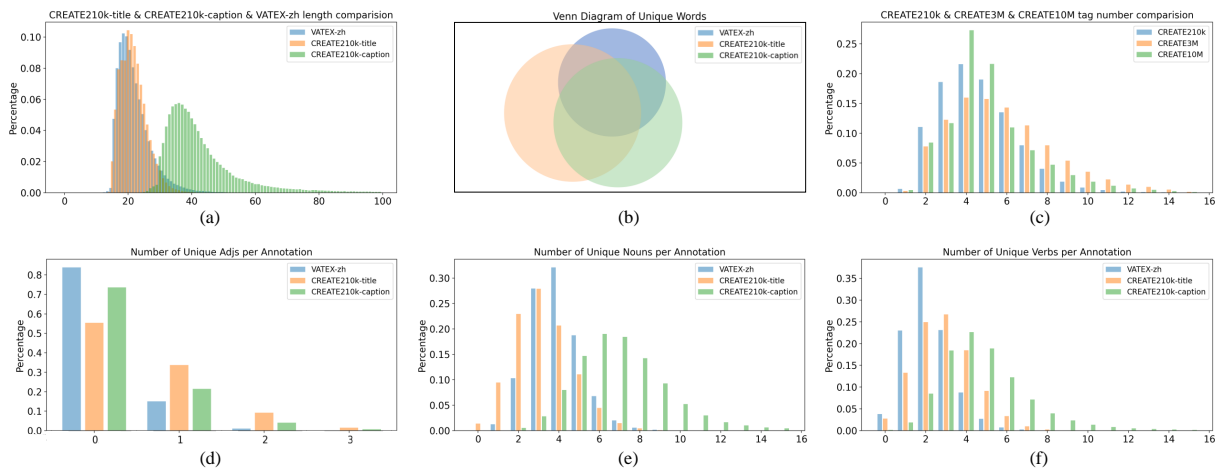 CREATE210k-title & CREATE210k-caption & VATEX-zh length comparision
Percentage
0.10
0.08
0.06
0.04
0.02
0.00
VATEX-zh
CREATE210k-title
CREATE210k-caption
0 20 40 60 80 100
(a)
Venn Diagram of Unique Words
VATEX-zh
CREATE210k-title
CREATE210k-caption
(b)
CREATE210k & CREATE3M & CREATE10M tag number comparision
Percentage
0.25
0.20
0.15
0.10
0.05
0.00
CREATE210k
CREATE3M
CREATE10M
0 2 4 6 8 10 12 14 16
(c)
Number of Unique Adjs per Annotation
Percentage
0.8
0.7
0.6
0.5
0.4
0.3
0.2
0.1
0.0
VATEX-zh
CREATE210k-title
CREATE210k-caption
0 1 2 3
(d)
Number of Unique Nouns per Annotation
Percentage
0.30
0.25
0.20
0.15
0.10
0.05
0.00
VATEX-zh
CREATE210k-title
CREATE210k-caption
0 2 4 6 8 10 12 14 16
(e)
Number of Unique Verbs per Annotation
Percentage
0.35
0.30
0.25
0.20
0.15
0.10
0.05
0.00
VATEX-zh
CREATE210k-title
CREATE210k-caption
0 2 4 6 8 10 12 14 16
(f)